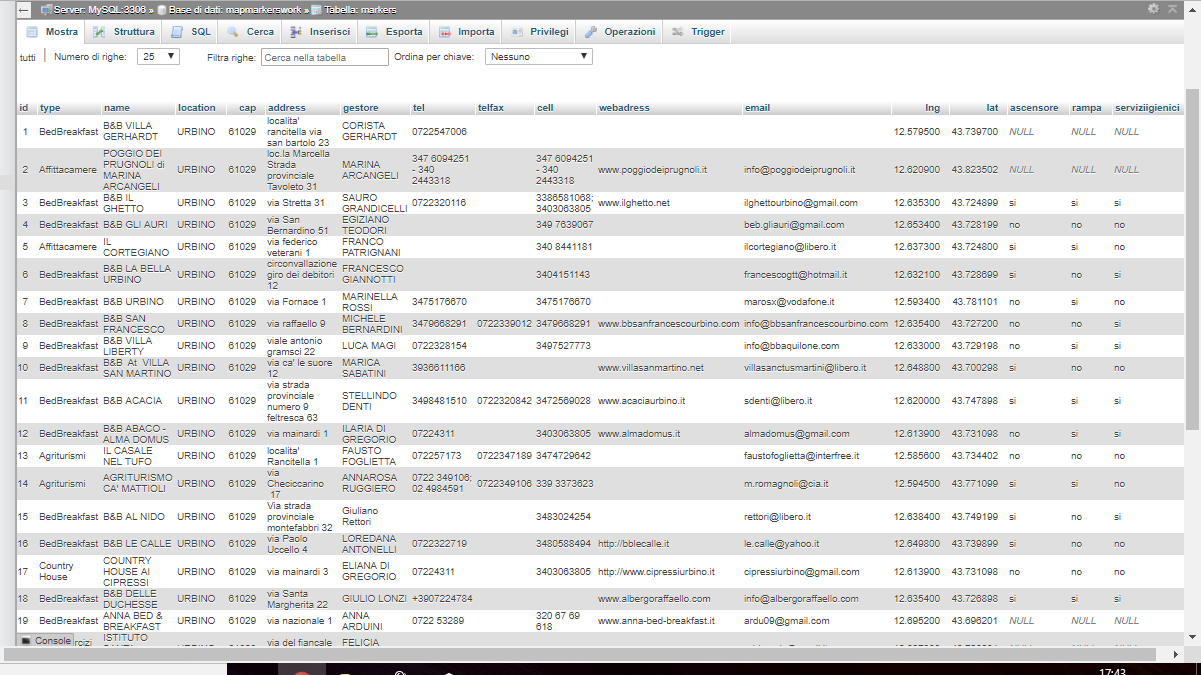 Server: MySQL:3306 » Base di dati: mapmarkerswork » Tabella: markers
Mostra Struttura SQL Cerca Inserisci Esporta Importa Privilegi Operazioni Trigger
tutti Numero di righe: 25 Filtra righe: Cerca nella tabella Ordina per chiave: Nessuno
id type name location cap address gestore tel telfax cell webadress email lng lat ascensore rampa serviziigienici
1 BedBreakfast B&B VILLA GERHARDT URBINO 61029 localita' rancitella via san bartolo 23 CORISTA GERHARDT 0722547006 12.579500 43.739700 NULL NULL NULL
2 Affittacamere POGGIO DEI PRUGNOLI di MARINA ARCANGELI URBINO 61029 loc.la Marcella Strada provinciale Tavoleto 31 MARINA ARCANGELI 347 6094251 - 340 2443318 347 6094251 - 340 2443318 www.poggiodeiprugnoli.it info@poggiodeiprugnoli.it 12.620900 43.823502 NULL NULL NULL
3 BedBreakfast B&B IL GHETTO URBINO 61029 via Stretta 31 SAURO GRANDICELLI 0722320116 3386581068; 3403063805 www.ilghetto.net ilghettourbino@gmail.com 12.635300 43.724899 si si si
4 BedBreakfast B&B GLI AURI URBINO 61029 via San Bernardino 51 EGIZIANO TEODORI 349 7639067 beb.gliauri@gmail.com 12.653400 43.728199 no no no
5 Affittacamere IL CORTEGIANO URBINO 61029 via federico veterani 1 FRANCO PATRIGNANI 340 8441181 ilcortegiano@libero.it 12.637300 43.724800 si si no
6 BedBreakfast B&B LA BELLA URBINO URBINO 61029 circonvallazione giro dei debitori 12 FRANCESCO GIANNOTTI 3404151143 francescogtt@hotmail.it 12.632100 43.728699 si no si
7 BedBreakfast B&B URBINO URBINO 61029 via Fornace 1 MARINELLA ROSSI 3475176670 3475176670 marosx@vodafone.it 12.593400 43.781101 no si no
8 BedBreakfast B&B SAN FRANCESCO URBINO 61029 via raffaello 9 MICHELE BERNARDINI 3479668291 0722339012 3479668291 www.bbsanfrancescourbino.com info@bbsanfrancescourbino.com 12.635400 43.727200 no no si
9 BedBreakfast B&B VILLA LIBERTY URBINO 61029 viale antonio gramsci 22 LUCA MAGI 0722328154 3497527773 info@bbaquilone.com 12.633000 43.729198 no si no
10 BedBreakfast B&B At VILLA SAN MARTINO URBINO 61029 via ca' le suore 12 MARICA SABATINI 3936611166 www.villasanmartino.net villasanctusmartini@libero.it 12.648800 43.700298 si si no
11 BedBreakfast B&B ACACIA URBINO 61029 via strada provinciale numero 9 feltresca 63 STELLINDO DENTI 3498481510 0722320842 3472569028 www.acaciaurbino.it sdenti@libero.it 12.620000 43.747898 si no si
12 BedBreakfast B&B ABACO - ALMA DOMUS URBINO 61029 via mainardi 1 ILARIA DI GREGORIO 07224311 3403063805 www.almadomus.it almadomus@gmail.com 12.613900 43.731098 no si si
13 Agriturismi IL CASALE NEL TUFO URBINO 61029 localita' Rancitella 1 FAUSTO FOGLIETTA 072257173 0722347189 3474729642 faustofoglietta@interfree.it 12.585600 43.734402 no no si
14 Agriturismi AGRITURISMO CA' MATTIOLI URBINO 61029 via Checiccarino 17 ANNAROSA RUGGIERO 0722 349106; 02 4984591 0722349106 339 3373623 m.romagnoli@cia.it 12.594500 43.771099 si si no
15 BedBreakfast B&B AL NIDO URBINO 61029 Via strada provinciale montefabbri 32 Giuliano Rettori 3483024254 rettori@libero.it 12.638400 43.749199 si no si
16 BedBreakfast B&B LE CALLE URBINO 61029 via Paolo Uccello 4 LOREDANA ANTONELLI 0722322719 3480588494 http://bblecalle.it le.calle@yahoo.it 12.649800 43.739899 si no no
17 Country House COUNTRY HOUSE AI CIPRESSI URBINO 61029 via mainardi 3 ELIANA DI GREGORIO 07224311 3403063805 http://www.cipressiurbino.it cipressiurbino@gmail.com 12.613900 43.731098 no no no
18 BedBreakfast B&B DELLE DUCHESSE URBINO 61029 via Santa Margherita 22 GIULIO LONZI +3907224784 www.albergoraffaello.com info@albergoraffaello.com 12.635400 43.726898 si si si
19 BedBreakfast ANNA BED & BREAKFAST URBINO 61029 via nazionale 1 ANNA ARDUINI 0722 53289 320 67 69 618 www.anna-bed-breakfast.it ardu09@gmail.com 12.695200 43.696201 NULL NULL NULL
Console ISTITUTO via del fiancale FELICIA
17:43